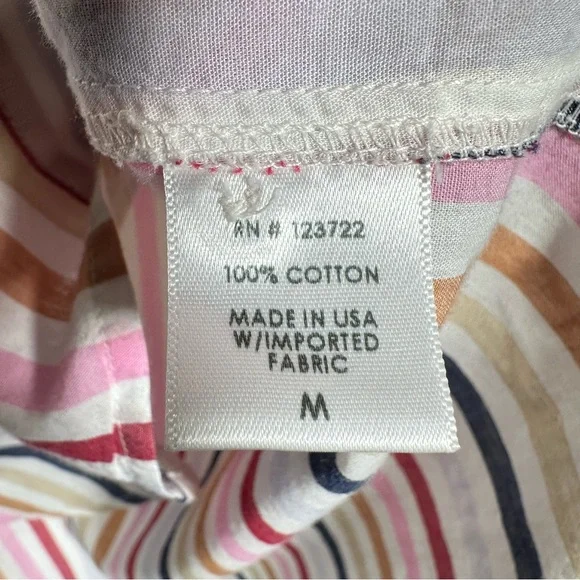 RN # 123722
100% COTTON
MADE IN USA
W/IMPORTED
FABRIC
M